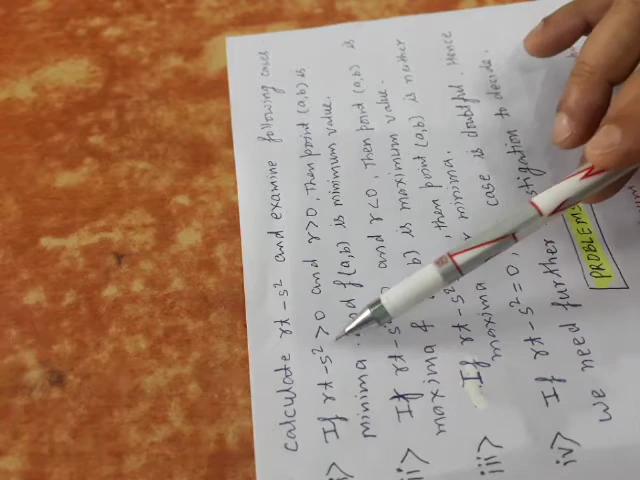 calculate rt - s² and examine following cases
i> If rt - s² > 0 and r > 0, Then point (a,b) is
minima d f(a,b) is minimum value.
ii> If rt - s² and r < 0, Then point (a,b) is
maxima f b) is maximum value.
iii> If rt - s² , then point (a,b) is neither
maxima r minima.
iv> If rt - s² = 0, case is doubtful. Hence
we need further stigation to decide.
PROBLEMS